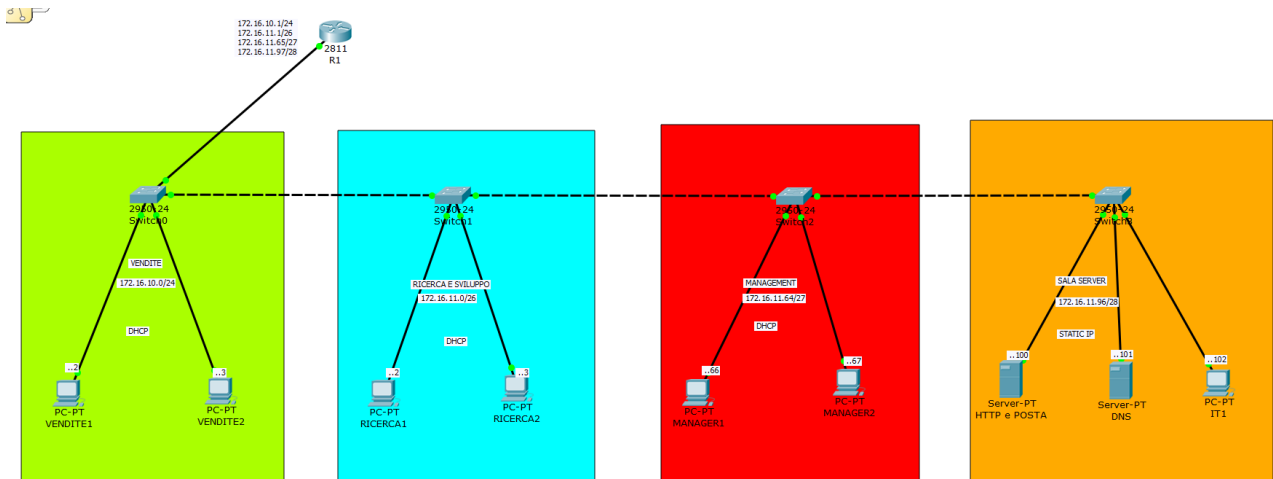 172.16.10.1/24
172.16.11.1/26
172.16.11.65/27
172.16.11.97/28
2811
R1
2950-24
Switch0
2950-24
Switch1
2950-24
Switch2
2950-24
Switch3
VENDITE
172.16.10.0/24
DHCP
RICERCA E SVILUPPO
172.16.11.0/26
DHCP
MANAGEMENT
172.16.11.64/27
DHCP
SALA SERVER
172.16.11.96/28
STATIC IP
..2
PC-PT
VENDITE1
..3
PC-PT
VENDITE2
..2
PC-PT
RICERCA1
..3
PC-PT
RICERCA2
..66
PC-PT
MANAGER1
..67
PC-PT
MANAGER2
..100
Server-PT
HTTP e POSTA
..101
Server-PT
DNS
..102
PC-PT
IT1